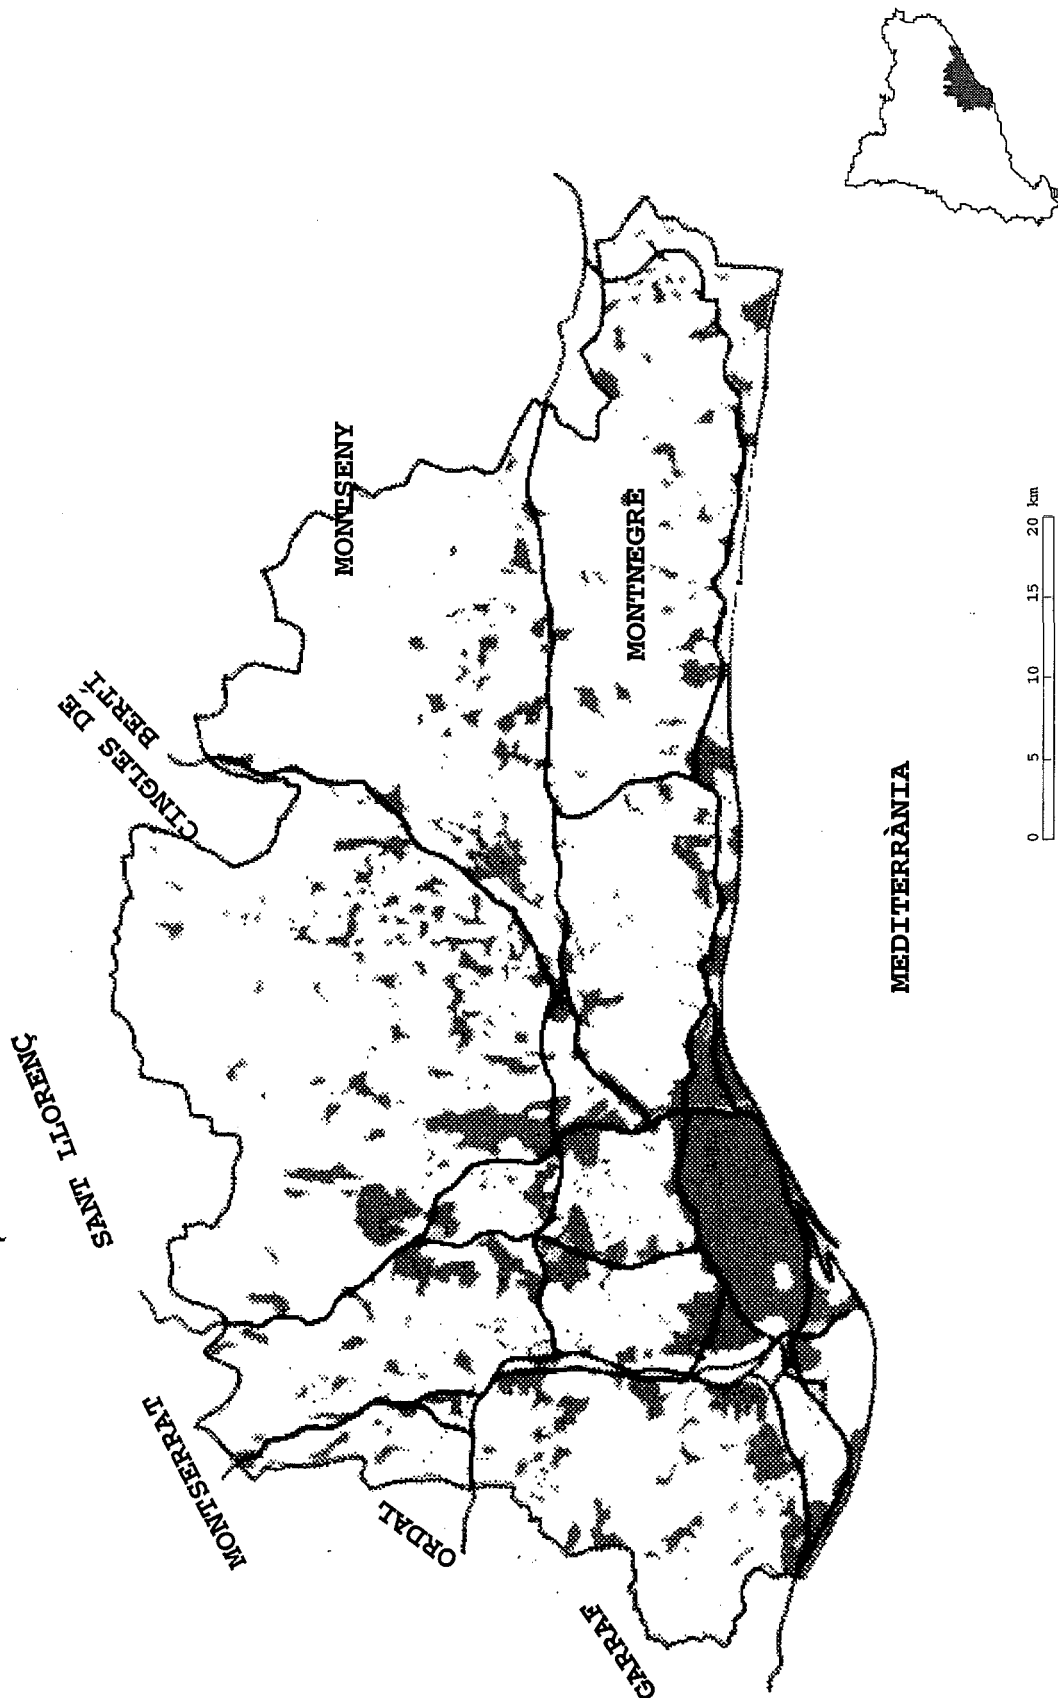 SANT LLORENÇ
CINGLES DE
BERTÍ
MONTSENY
MONTSERRAT
ORDAL
MONTNEGRE
GARRAF
MEDITERRÀNIA
0 5 10 15 20 km